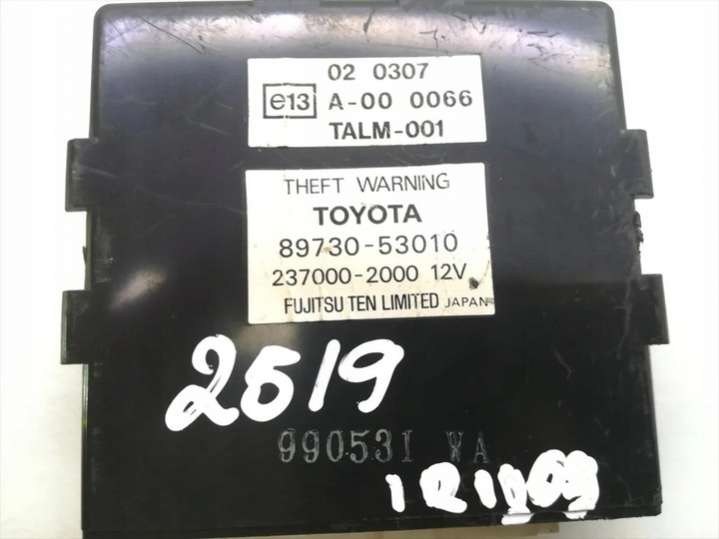 02 0307
e13 A-00 0066
TALM-001
THEFT WARNING
TOYOTA
89730-53010
237000-2000 12V
FUJITSU TEN LIMITED JAPAN
2519
990531 WA